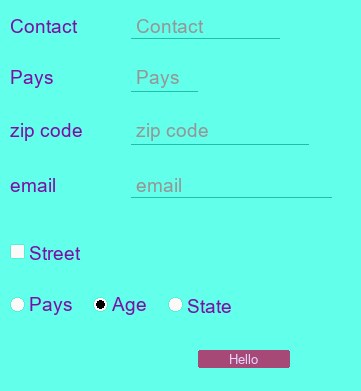 Contact Contact
Pays Pays
zip code zip code
email email
Street
Pays Age State
Hello